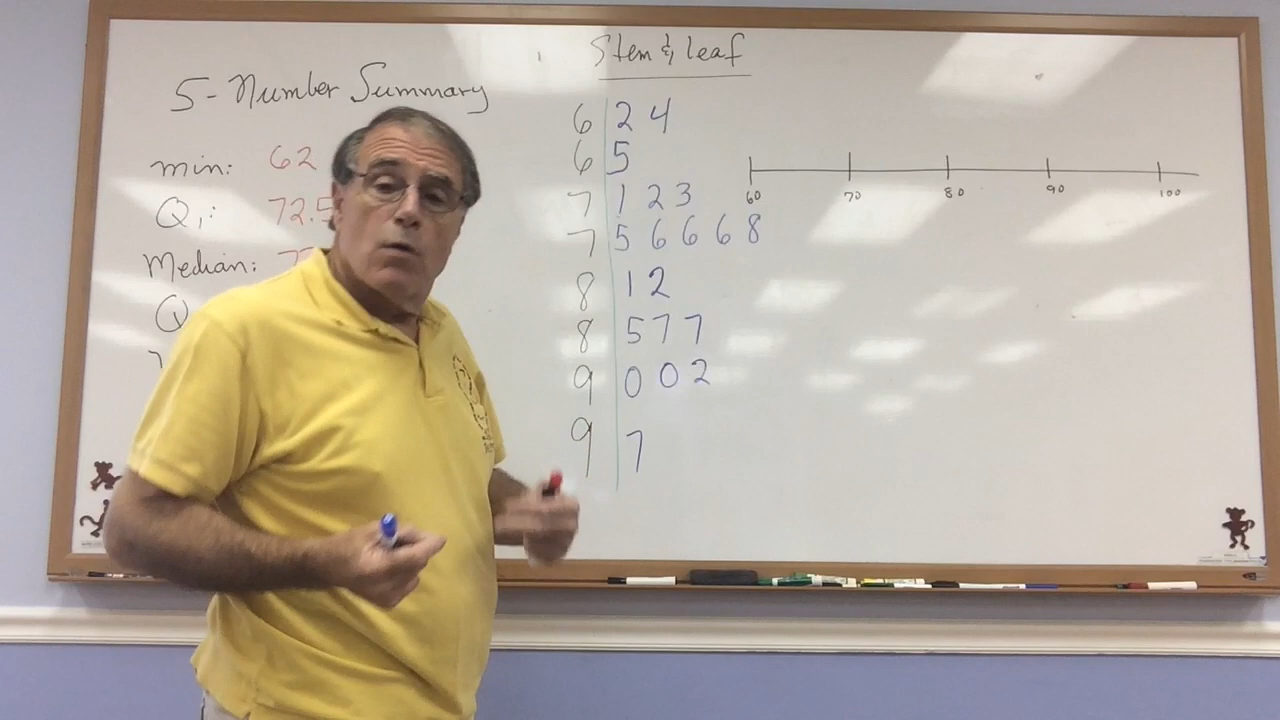 Stem & leaf
5-Number Summary
min: 62
Q1: 72.5
Median: 7
Q
6 | 2 4
6 | 5
7 | 1 2 3
7 | 5 6 6 6 8
8 | 1 2
8 | 5 7 7
9 | 0 0 2
9 | 7
60 70 80 90 100